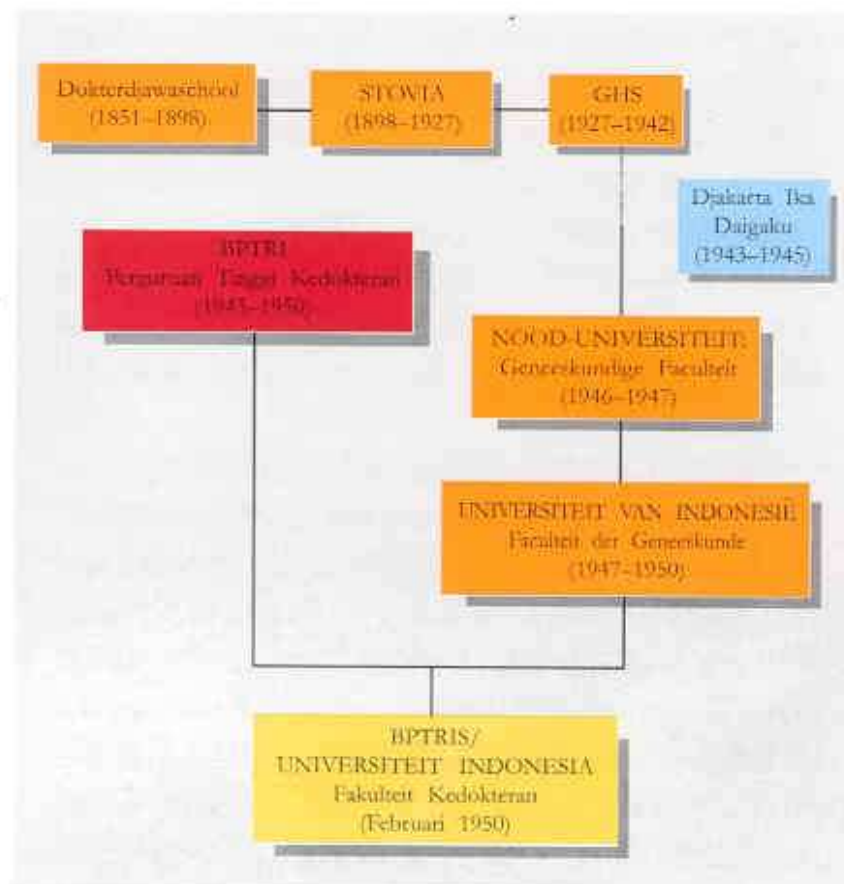 Dokterdjawaschool
(1851–1898)
STOVIA
(1898–1927)
GHS
(1927–1942)
Djakarta Ika
Daigaku
(1943–1945)
BPTRI
Perguruan Tinggi Kedokteran
(1945–1950)
NOOD-UNIVERSITEIT:
Geneeskundige Faculteit
(1946–1947)
UNIVERSITEIT VAN INDONESIË
Faculteit der Geneeskunde
(1947–1950)
BPTRIS/
UNIVERSITEIT INDONESIA
Fakulteit Kedokteran
(Februari 1950)